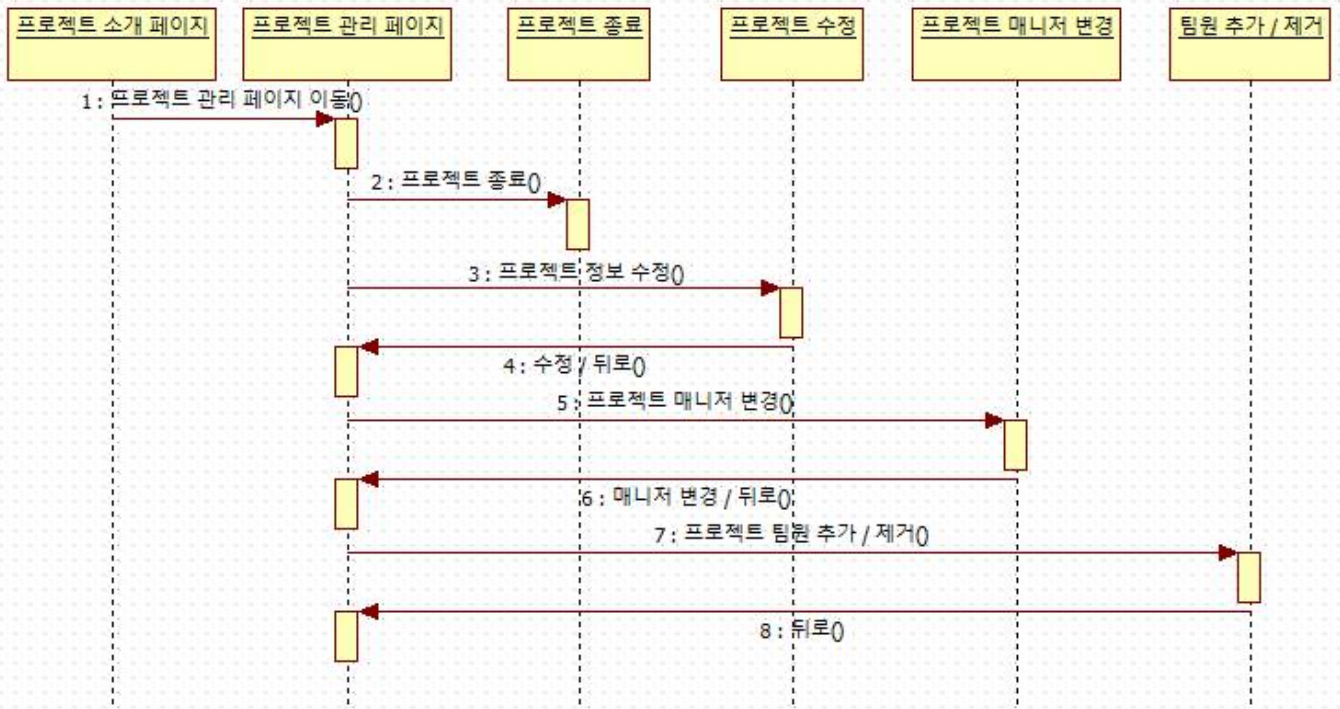 프로젝트 소개 페이지
프로젝트 관리 페이지
프로젝트 종료
프로젝트 수정
프로젝트 매니저 변경
팀원 추가 / 제거
1 : 프로젝트 관리 페이지 이동()
2 : 프로젝트 종료()
3 : 프로젝트 정보 수정()
4 : 수정 / 뒤로()
5 : 프로젝트 매니저 변경()
6 : 매니저 변경 / 뒤로()
7 : 프로젝트 팀원 추가 / 제거()
8 : 뒤로()